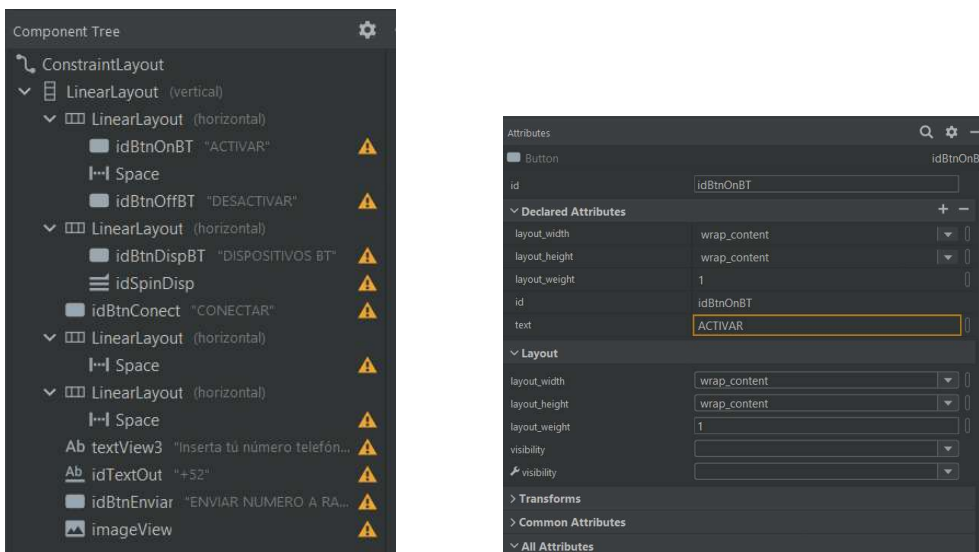 Component Tree
ConstraintLayout
LinearLayout (vertical)
LinearLayout (horizontal)
idBtnOnBT "ACTIVAR"
Space
idBtnOffBT "DESACTIVAR"
LinearLayout (horizontal)
idBtnDispBT "DISPOSITIVOS BT"
idSpinDisp
idBtnConect "CONECTAR"
LinearLayout (horizontal)
Space
LinearLayout (horizontal)
Space
Ab textView3 "Inserta tú número telefón...
Ab idTextOut "+52"
idBtnEnviar "ENVIAR NUMERO A RA...
imageView
Attributes
Button idBtnOnB
id idBtnOnBT
Declared Attributes + −
layout_width wrap_content
layout_height wrap_content
layout_weight 1
id idBtnOnBT
text ACTIVAR
Layout
layout_width wrap_content
layout_height wrap_content
layout_weight 1
visibility
visibility
Transforms
Common Attributes
All Attributes